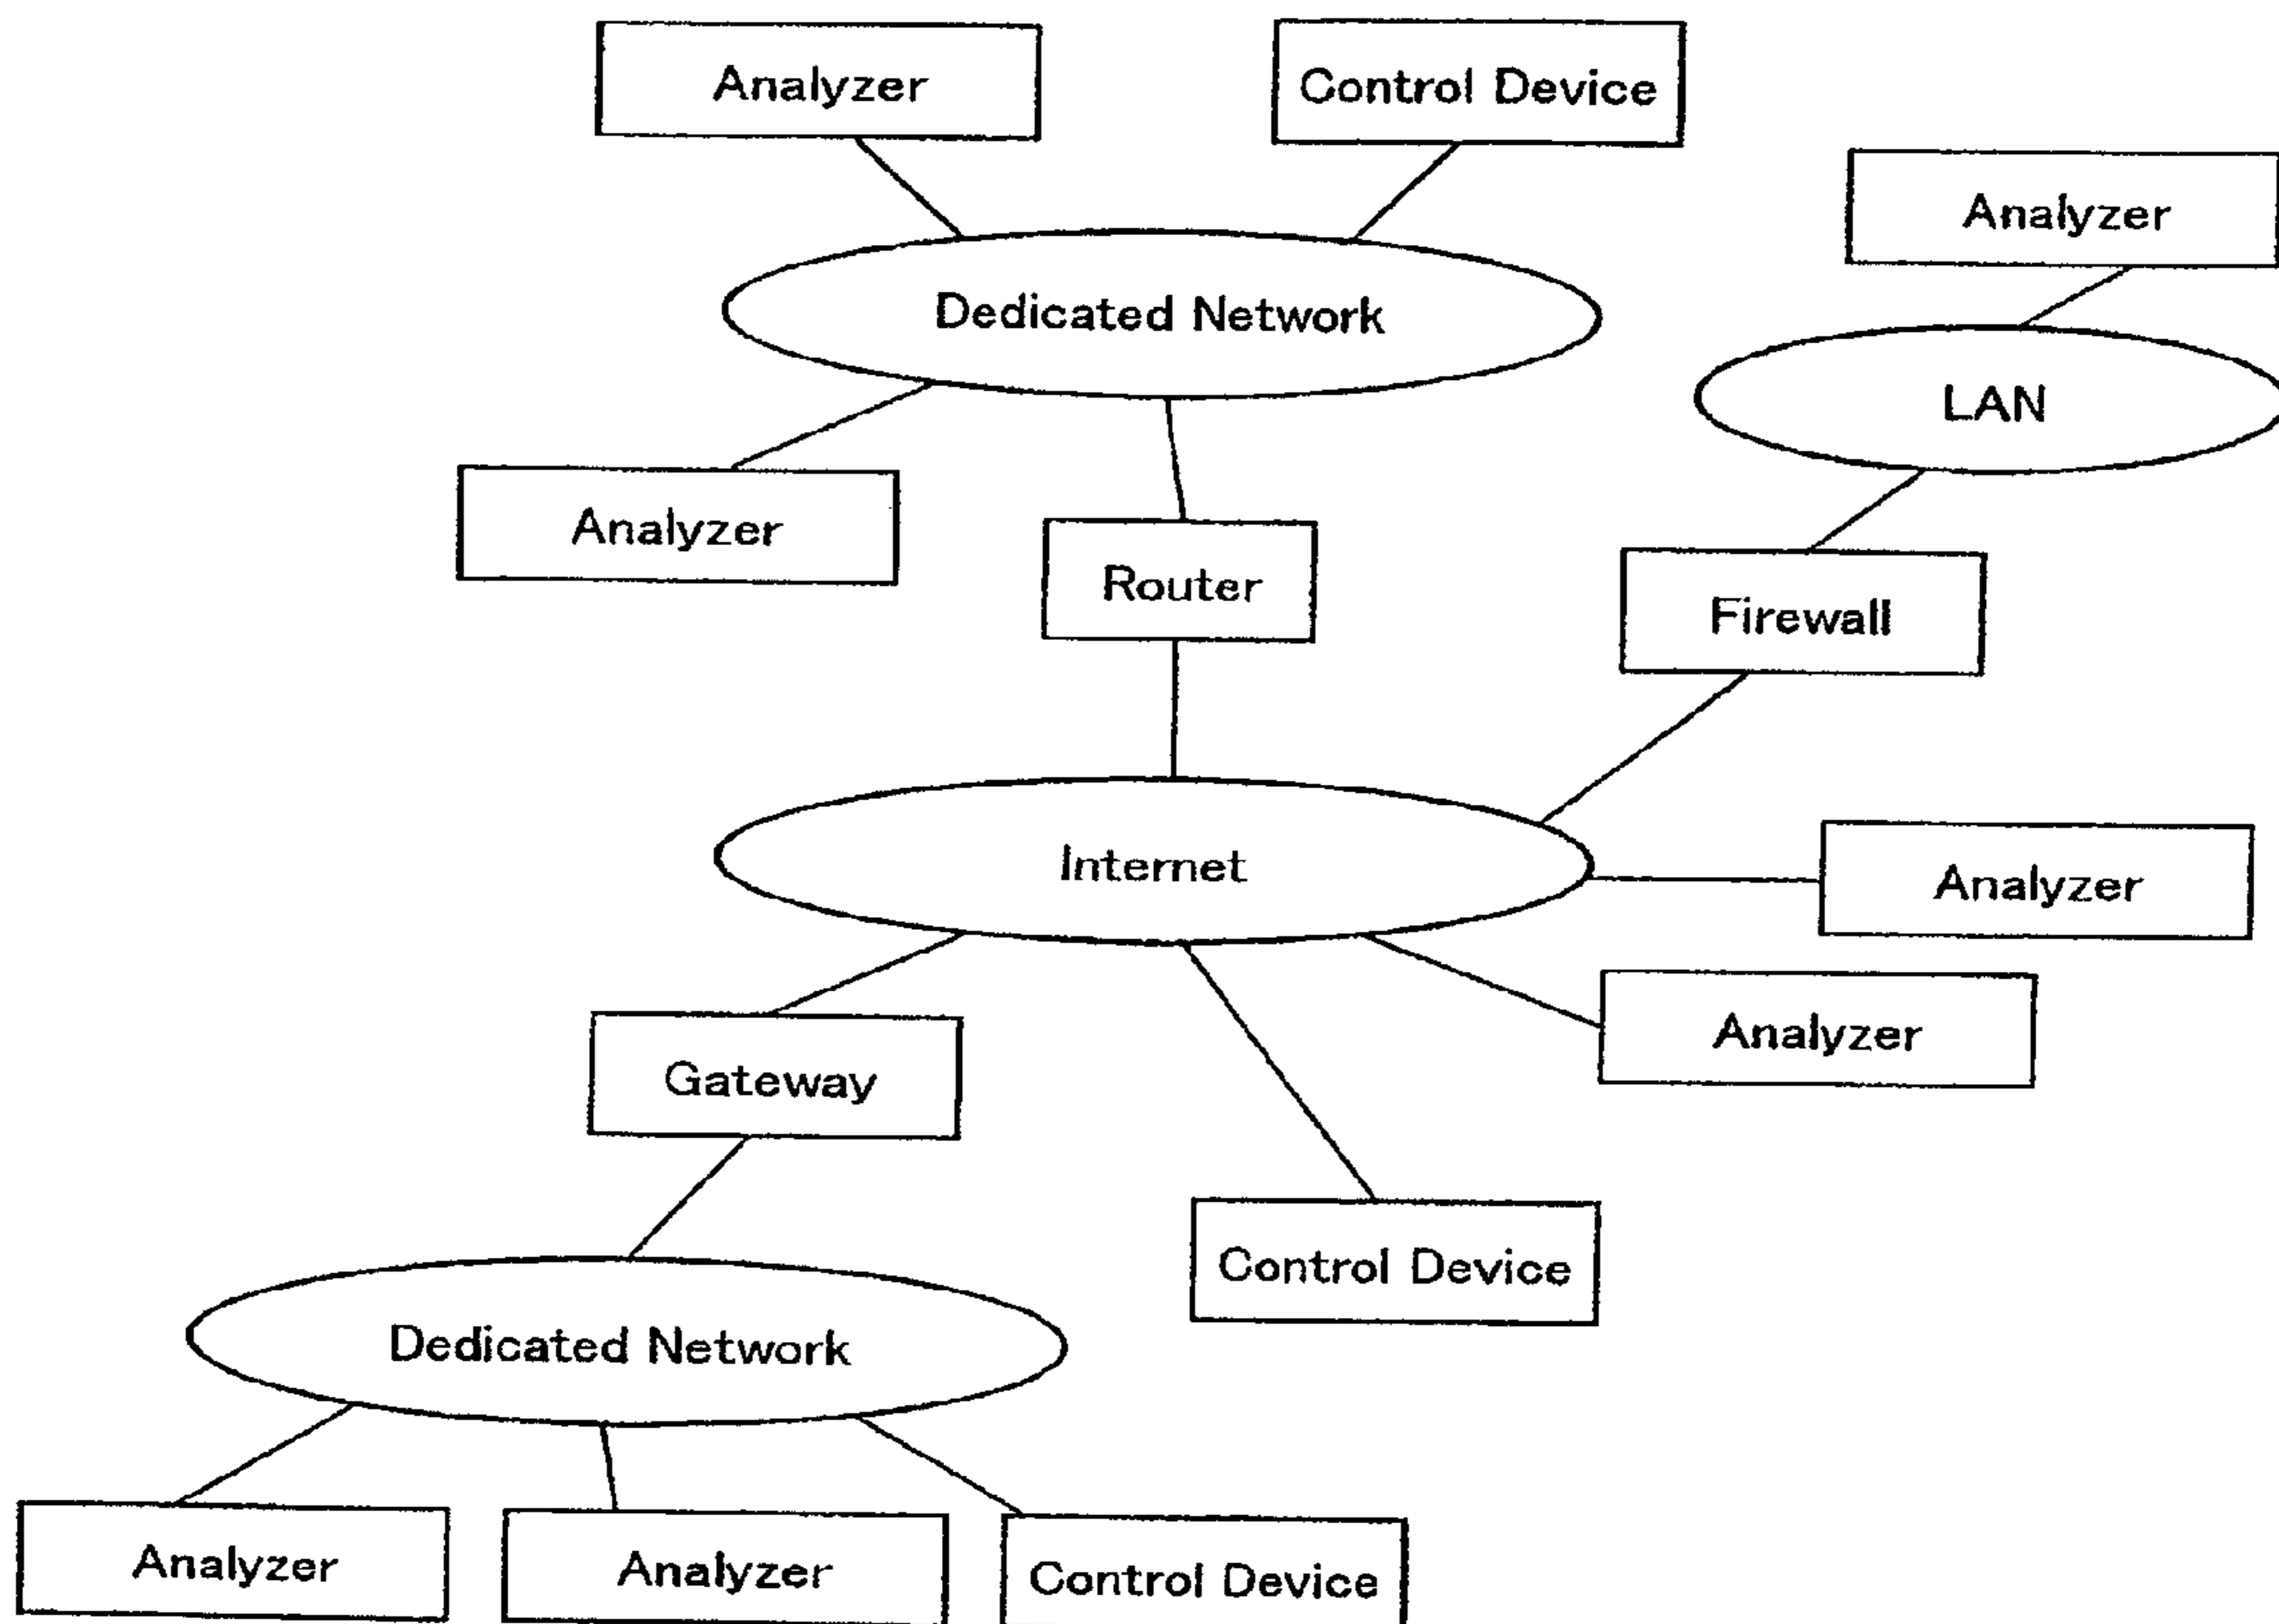 Analyzer
Control Device
Analyzer
Dedicated Network
LAN
Analyzer
Router
Firewall
Internet
Analyzer
Analyzer
Gateway
Control Device
Dedicated Network
Analyzer
Analyzer
Control Device